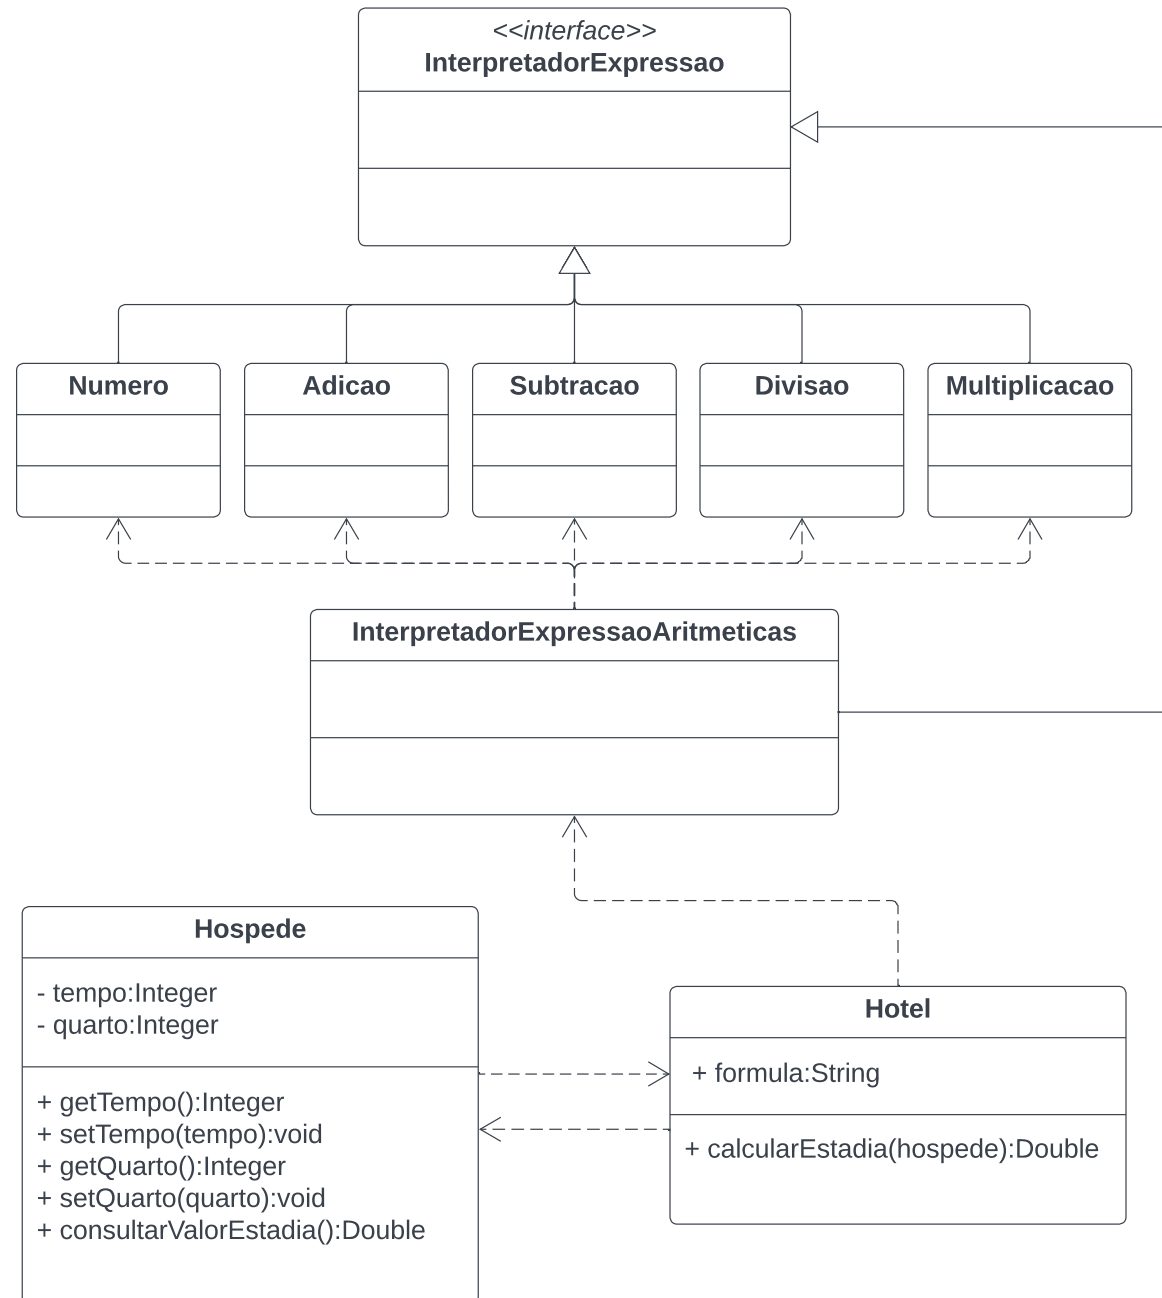 <<interface>>
InterpretadorExpressao
Numero
Adicao
Subtracao
Divisao
Multiplicacao
InterpretadorExpressaoAritmeticas
Hospede
- tempo:Integer
- quarto:Integer
+ getTempo():Integer
+ setTempo(tempo):void
+ getQuarto():Integer
+ setQuarto(quarto):void
+ consultarValorEstadia():Double
Hotel
+ formula:String
+ calcularEstadia(hospede):Double